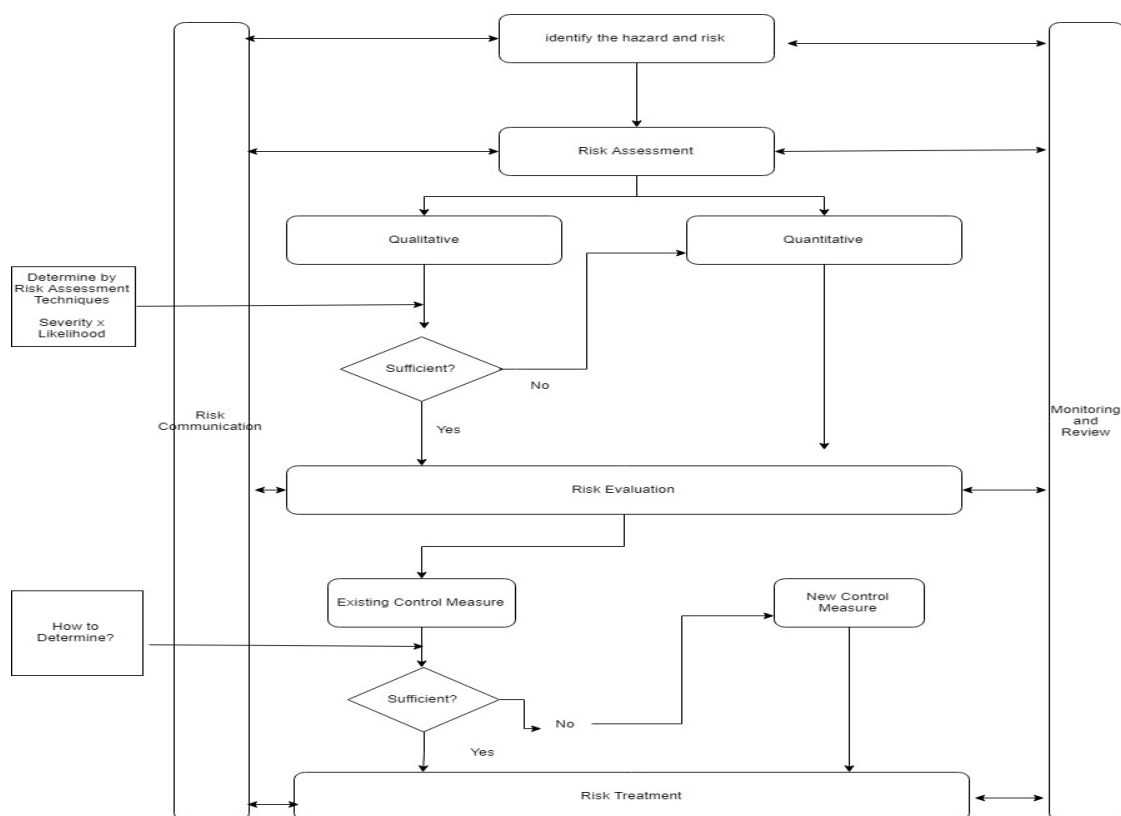 identify the hazard and risk
Risk Assessment
Qualitative
Quantitative
Determine by
Risk Assessment
Techniques
Severity x
Likelihood
Sufficient?
No
Risk
Communication
Monitoring
and
Review
Yes
Risk Evaluation
Existing Control Measure
New Control
Measure
How to
Determine?
Sufficient?
No
Yes
Risk Treatment